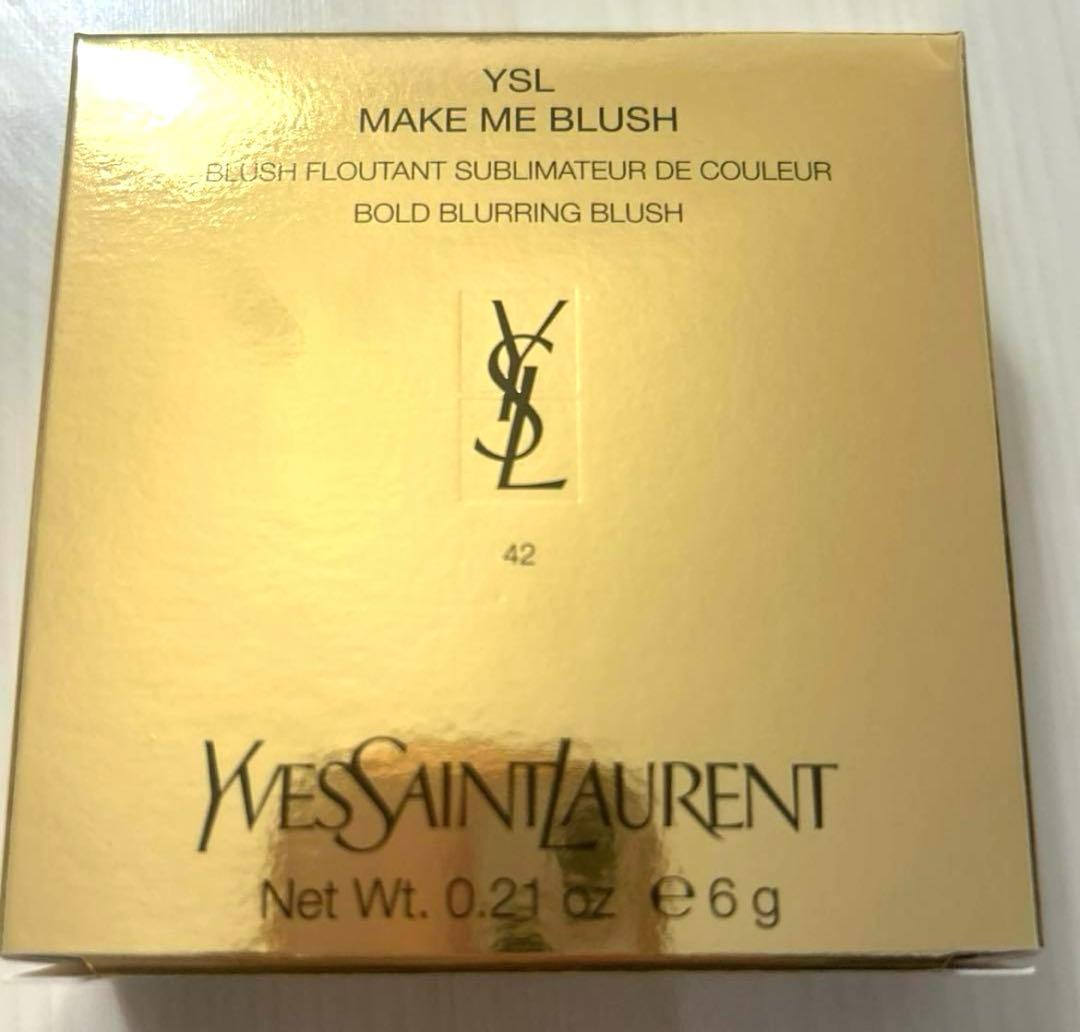 YSL
MAKE ME BLUSH
BLUSH FLOUTANT SUBLIMATEUR DE COULEUR
BOLD BLURRING BLUSH
YSL
42
YVESSAINTLAURENT
Net Wt. 0.21 oz ℮ 6 g